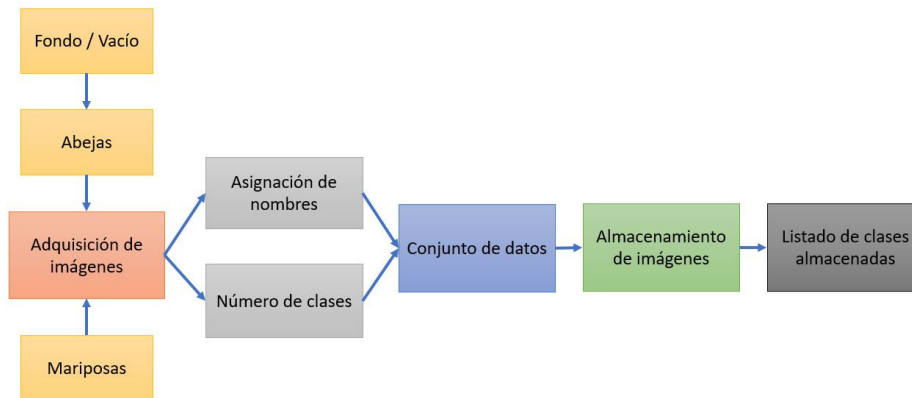 Fondo / Vacío
Abejas
Adquisición de
imágenes
Mariposas
Asignación de
nombres
Número de clases
Conjunto de datos
Almacenamiento
de imágenes
Listado de clases
almacenadas